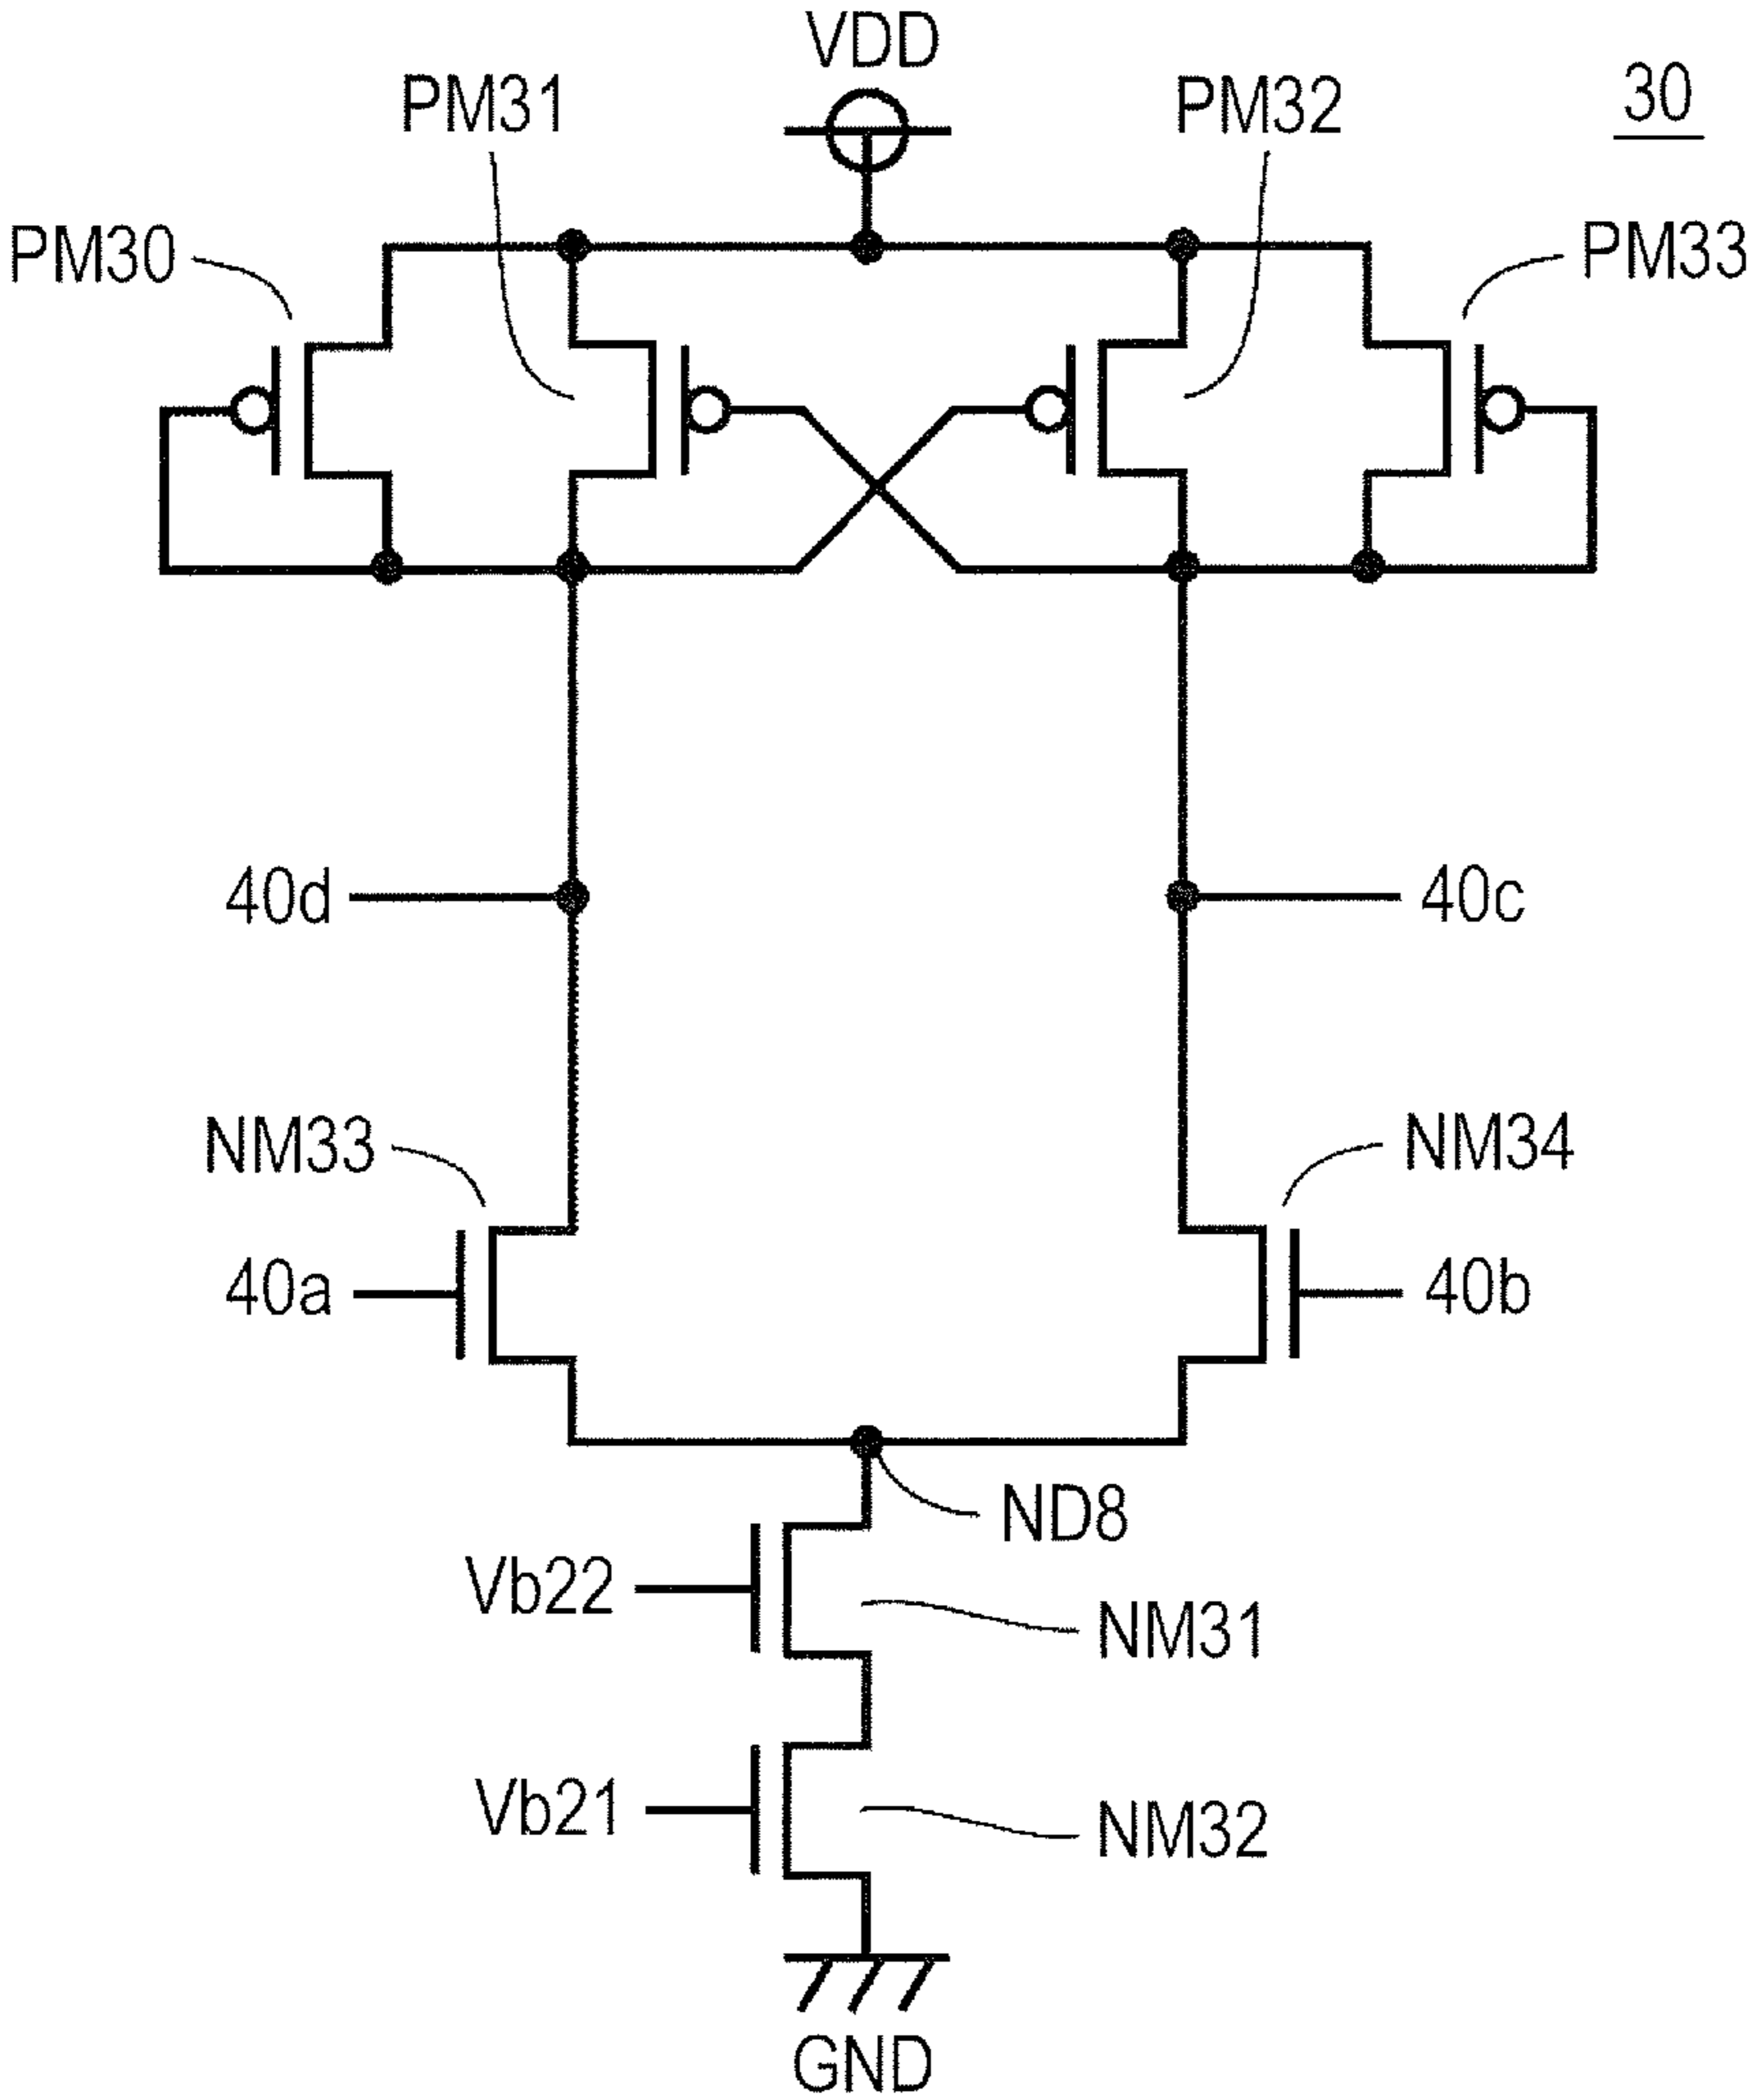 VDD
PM31
PM32
30
PM30
PM33
40d
40c
NM33
NM34
40a
40b
ND8
Vb22
NM31
Vb21
NM32
GND